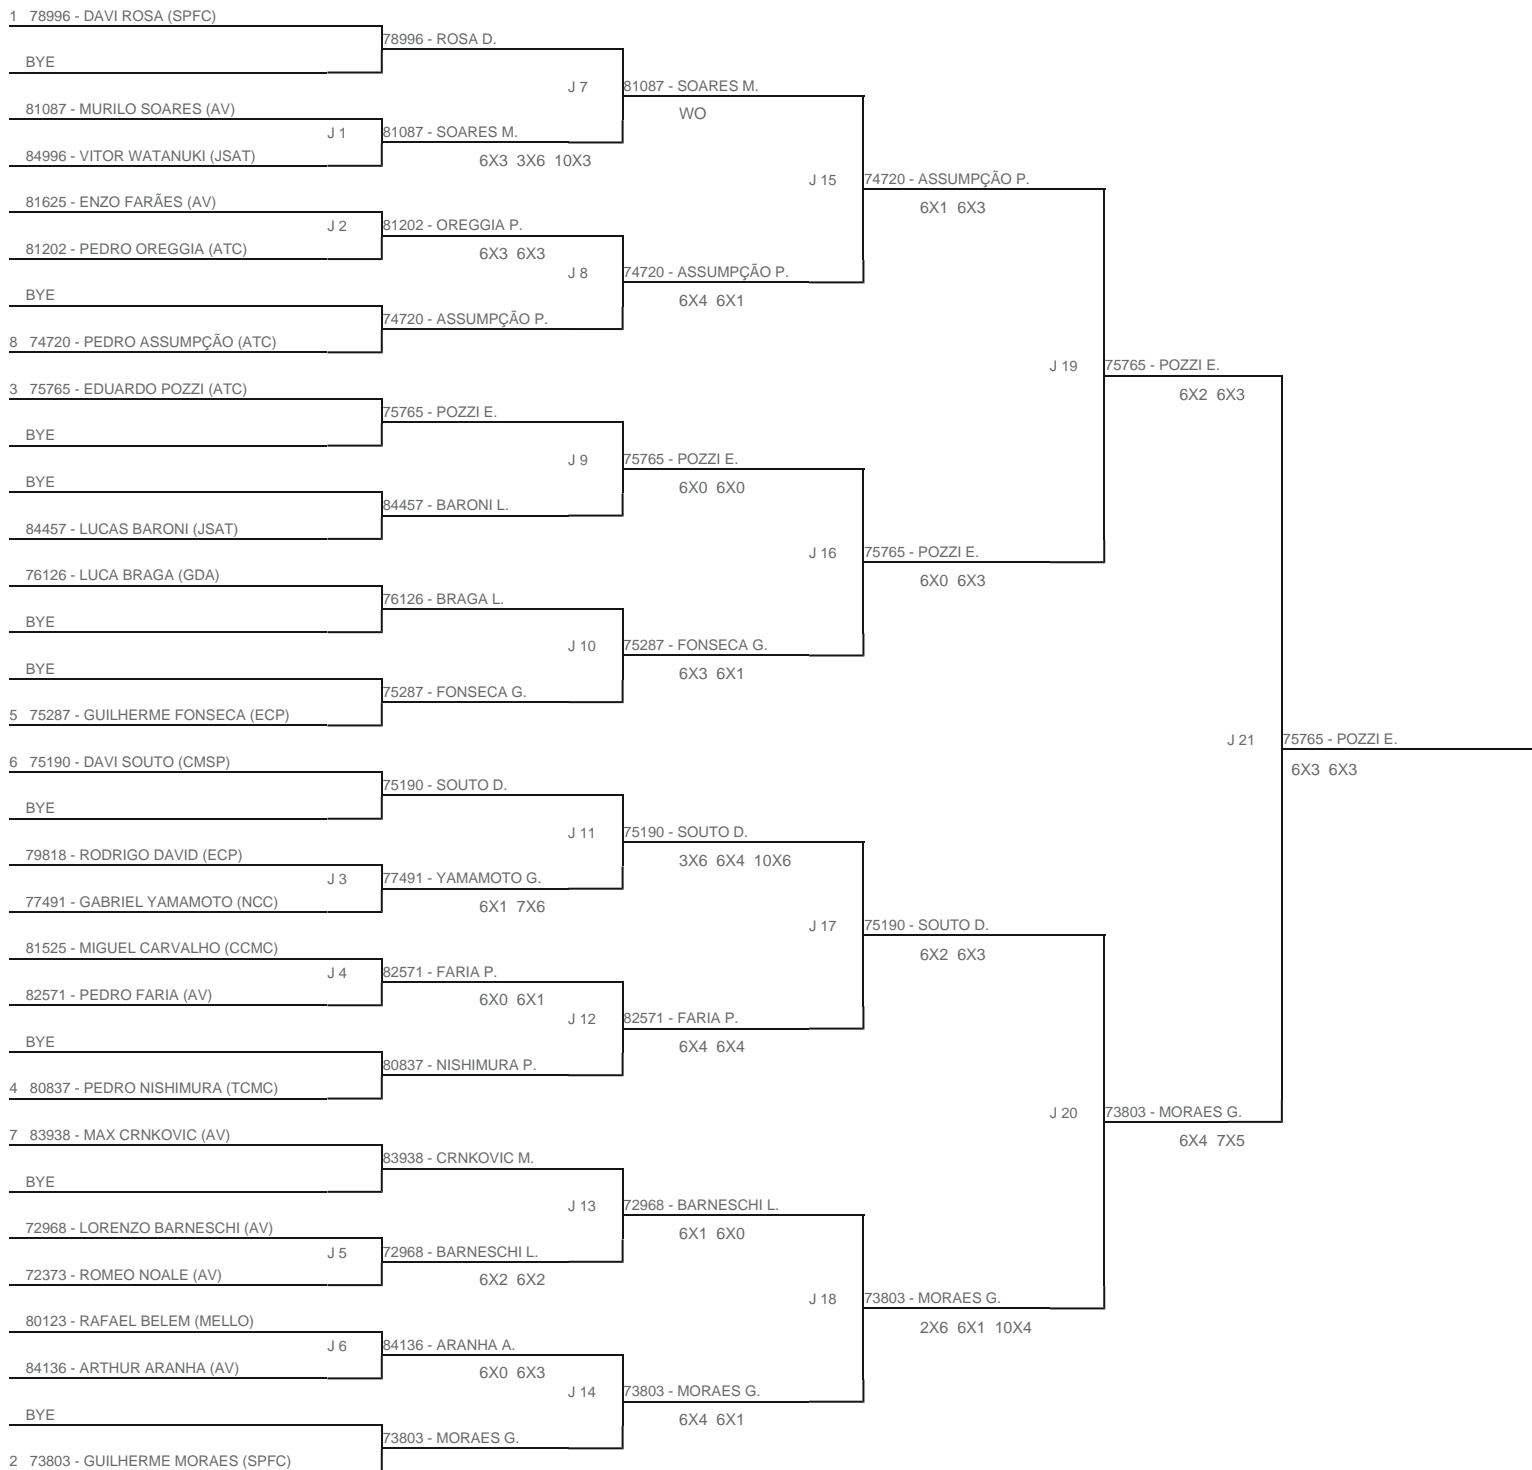 1 78996 - DAVI ROSA (SPFC)
78996 - ROSA D.
BYE
J 7
81087 - SOARES M.
WO
81087 - MURILO SOARES (AV)
J 1
81087 - SOARES M.
84996 - VITOR WATANUKI (JSAT)
6X3 3X6 10X3
J 15
74720 - ASSUMPÇÃO P.
6X1 6X3
81625 - ENZO FARÃES (AV)
J 2
81202 - OREGGIA P.
81202 - PEDRO OREGGIA (ATC)
6X3 6X3
J 8
74720 - ASSUMPÇÃO P.
6X4 6X1
BYE
74720 - ASSUMPÇÃO P.
8 74720 - PEDRO ASSUMPÇÃO (ATC)
J 19
75765 - POZZI E.
6X2 6X3
3 75765 - EDUARDO POZZI (ATC)
75765 - POZZI E.
BYE
J 9
75765 - POZZI E.
6X0 6X0
BYE
84457 - BARONI L.
84457 - LUCAS BARONI (JSAT)
J 16
75765 - POZZI E.
6X0 6X3
76126 - LUCA BRAGA (GDA)
76126 - BRAGA L.
BYE
J 10
75287 - FONSECA G.
6X3 6X1
BYE
75287 - FONSECA G.
5 75287 - GUILHERME FONSECA (ECP)
J 21
75765 - POZZI E.
6X3 6X3
6 75190 - DAVI SOUTO (CMSP)
75190 - SOUTO D.
BYE
J 11
75190 - SOUTO D.
3X6 6X4 10X6
79818 - RODRIGO DAVID (ECP)
J 3
77491 - YAMAMOTO G.
77491 - GABRIEL YAMAMOTO (NCC)
6X1 7X6
J 17
75190 - SOUTO D.
6X2 6X3
81525 - MIGUEL CARVALHO (CCMC)
J 4
82571 - FARIA P.
82571 - PEDRO FARIA (AV)
6X0 6X1
J 12
82571 - FARIA P.
6X4 6X4
BYE
80837 - NISHIMURA P.
4 80837 - PEDRO NISHIMURA (TCMC)
J 20
73803 - MORAES G.
6X4 7X5
7 83938 - MAX CRNKOVIC (AV)
83938 - CRNKOVIC M.
BYE
J 13
72968 - BARNESCHI L.
6X1 6X0
72968 - LORENZO BARNESCHI (AV)
J 5
72968 - BARNESCHI L.
72373 - ROMEO NOALE (AV)
6X2 6X2
J 18
73803 - MORAES G.
2X6 6X1 10X4
80123 - RAFAEL BELEM (MELLO)
J 6
84136 - ARANHA A.
84136 - ARTHUR ARANHA (AV)
6X0 6X3
J 14
73803 - MORAES G.
6X4 6X1
BYE
73803 - MORAES G.
2 73803 - GUILHERME MORAES (SPFC)